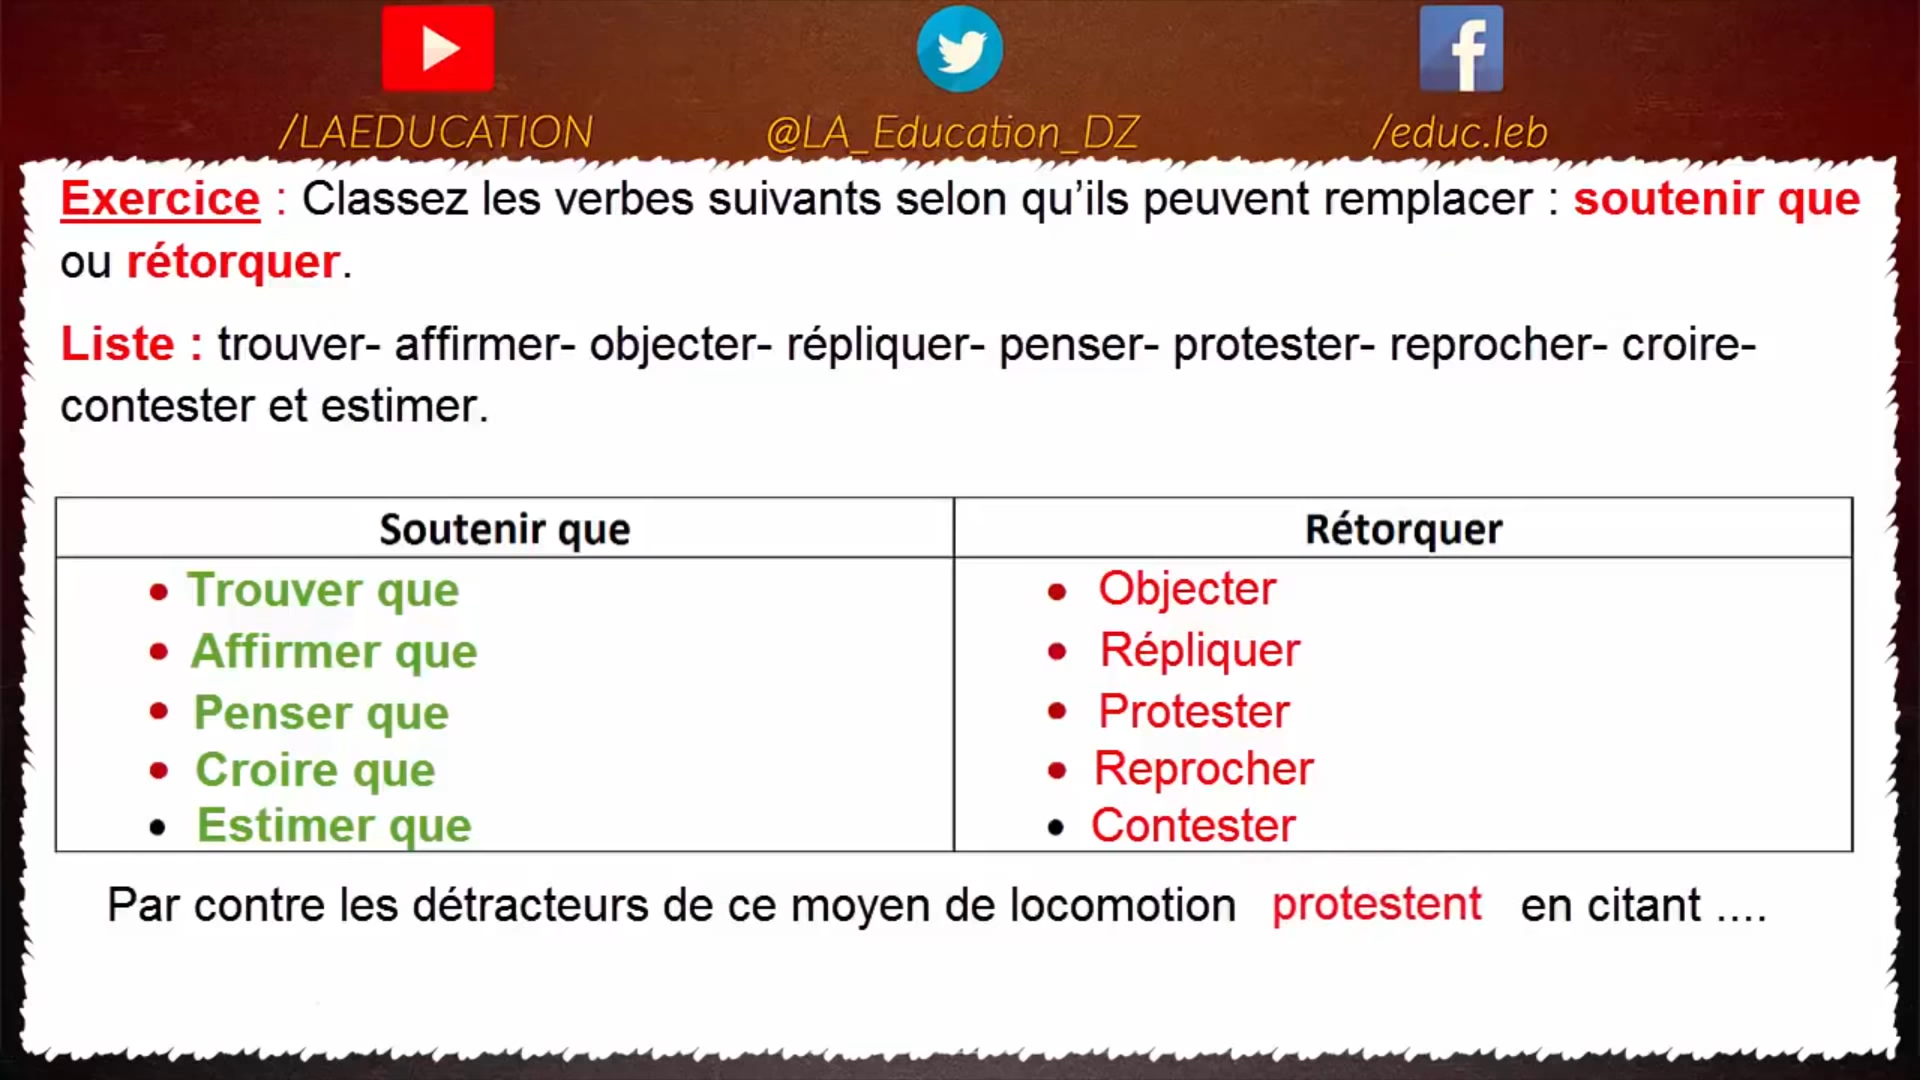 /LAEDUCATION @LA_Education_DZ /educ.leb
Exercice : Classez les verbes suivants selon qu'ils peuvent remplacer : soutenir que
ou rétorquer.
Liste : trouver- affirmer- objecter- répliquer- penser- protester- reprocher- croire-
contester et estimer.
Soutenir que Rétorquer
• Trouver que • Objecter
• Affirmer que • Répliquer
• Penser que • Protester
• Croire que • Reprocher
• Estimer que • Contester
Par contre les détracteurs de ce moyen de locomotion protestent en citant ....